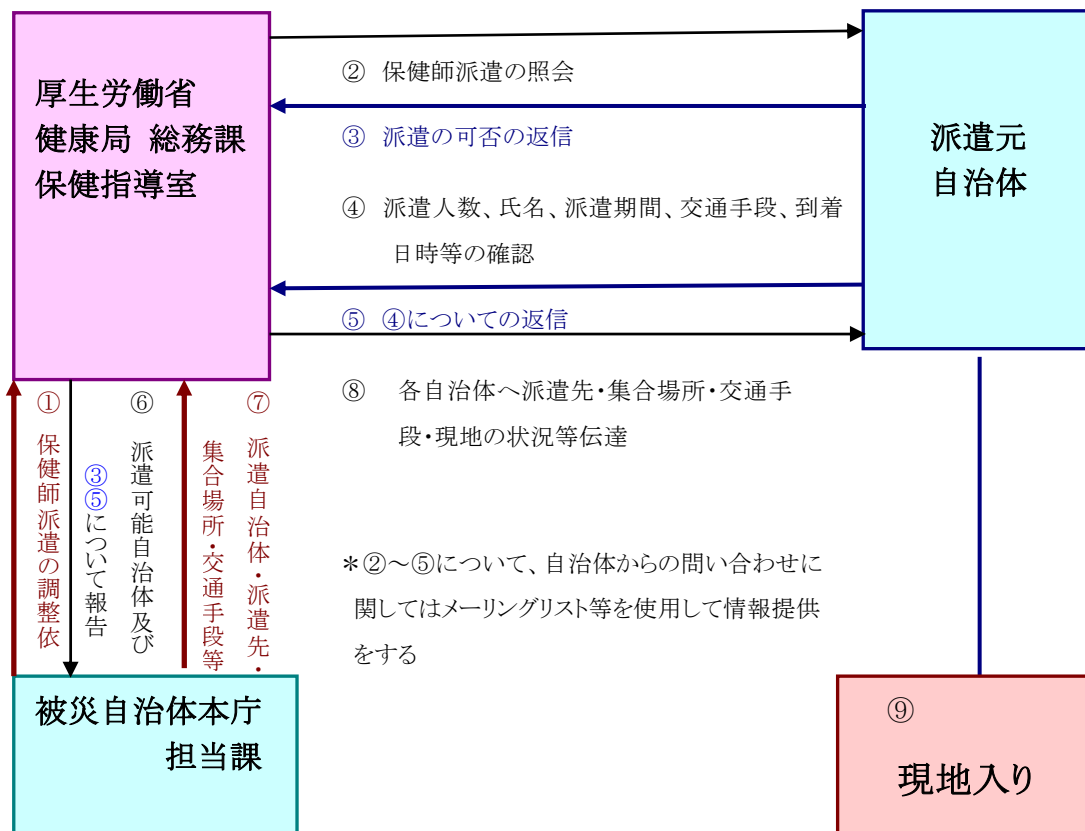 厚生労働省
健康局 総務課
保健指導室
② 保健師派遣の照会
③ 派遣の可否の返信
④ 派遣人数、氏名、派遣期間、交通手段、到着
日時等の確認
⑤ ④についての返信
派遣元
自治体
⑧ 各自治体へ派遣先・集合場所・交通手
段・現地の状況等伝達
① 保健師派遣の調整依
⑥ 派遣可能自治体及び
③⑤について報告
⑦ 派遣自治体・派遣先・
集合場所・交通手段等
＊②～⑤について、自治体からの問い合わせに
関してはメーリングリスト等を使用して情報提供
をする
被災自治体本庁
担当課
⑨
現地入り